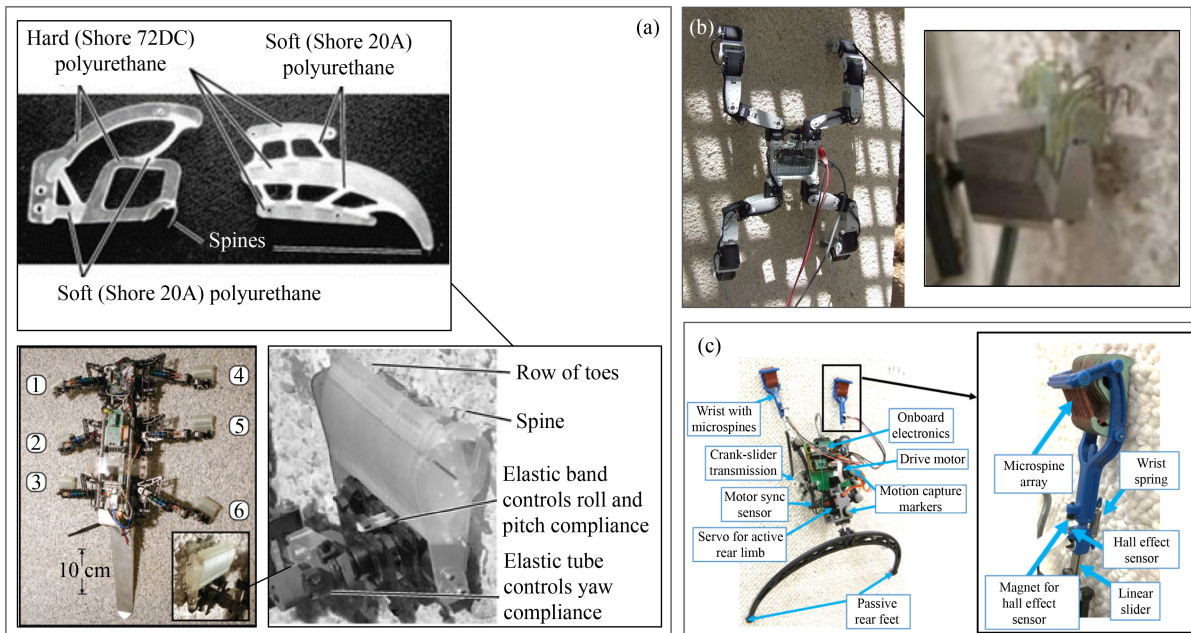 (a)
Hard (Shore 72DC)
polyurethane
Soft (Shore 20A)
polyurethane
Spines
Soft (Shore 20A) polyurethane
1
2
3
4
5
6
10 cm
Row of toes
Spine
Elastic band
controls roll and
pitch compliance
Elastic tube
controls yaw
compliance
(b)
(c)
Wrist with
microspines
Crank-slider
transmission
Motor sync
sensor
Servo for active
rear limb
Onboard
electronics
Drive motor
Motion capture
markers
Passive
rear feet
Microspine
array
Wrist
spring
Hall effect
sensor
Magnet for
hall effect
sensor
Linear
slider